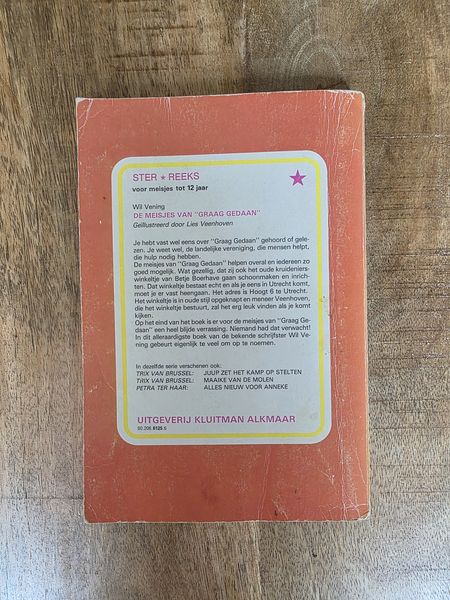 STER ★ REEKS
voor meisjes tot 12 jaar
Wil Vening
DE MEISJES VAN "GRAAG GEDAAN"
Geïllustreerd door Lies Veenhoven
Je hebt vast wel eens over "Graag Gedaan" gehoord of gele-
zen. Je weet wel, de landelijke vereniging, die mensen helpt,
die hulp nodig hebben.
De meisjes van "Graag Gedaan" helpen overal en iedereen zo
goed mogelijk. Wat gezellig, dat zij ook het oude kruideniers-
winkeltje van Betje Boerhave gaan schoonmaken en inrich-
ten. Dat winkeltje bestaat echt en als je eens in Utrecht komt,
moet je er vast heengaan. Het adres is Hoogt 6 te Utrecht.
Het winkeltje is in oude stijl opgeknapt en meneer Veenhoven,
die het winkeltje bestuurt, zal het erg leuk vinden als je komt
kijken.
Op het eind van het boek is er voor de meisjes van "Graag Ge-
daan" een heel blijde verrassing. Niemand had dat verwacht!
In dit alleraardigste boek van de bekende schrijfster Wil Ve-
ning gebeurt eigenlijk te veel om op te noemen.
In dezelfde serie verschenen ook:
TRIX VAN BRUSSEL: JUUP ZET HET KAMP OP STELTEN
TRIX VAN BRUSSEL: MAAIKE VAN DE MOLEN
PETRA TER HAAR: ALLES NIEUW VOOR ANNEKE
UITGEVERIJ KLUITMAN ALKMAAR